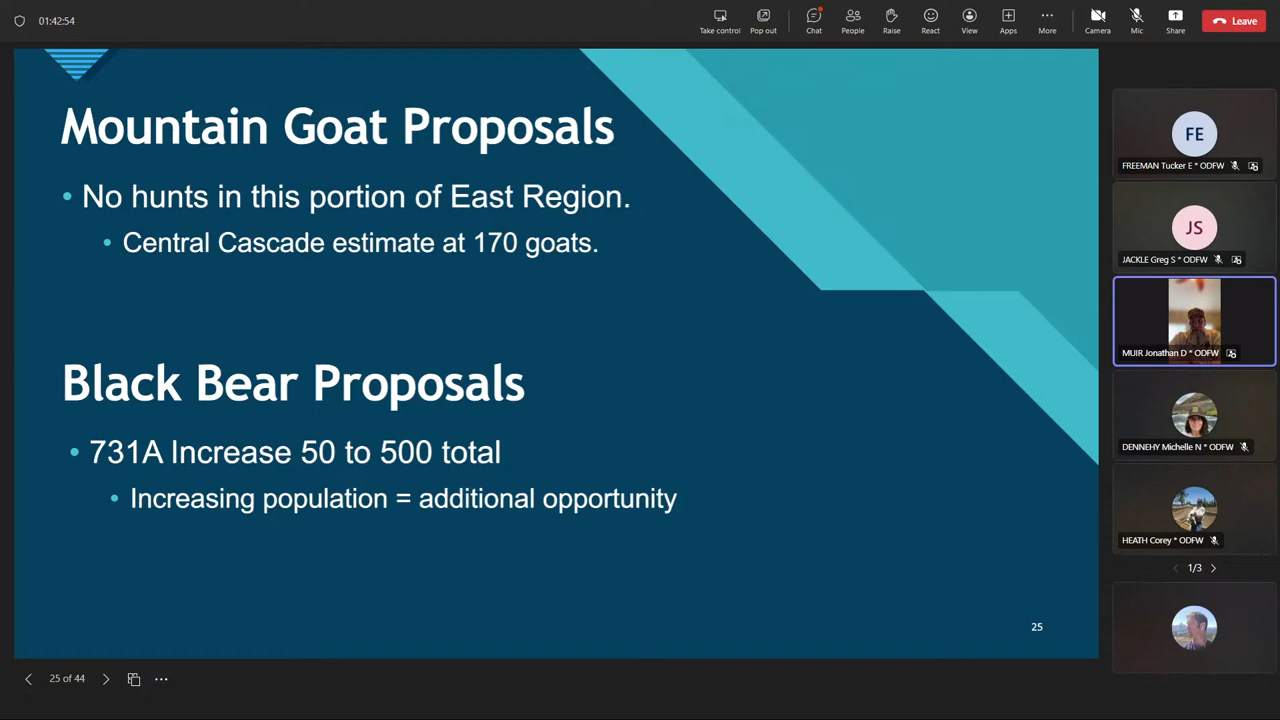 01:42:54
Take control
Pop out
Chat
People
Raise
React
View
Apps
More
Camera
Mic
Share
Leave
Mountain Goat Proposals
• No hunts in this portion of East Region.
• Central Cascade estimate at 170 goats.
Black Bear Proposals
• 731A Increase 50 to 500 total
• Increasing population = additional opportunity
25
25 of 44
FE
FREEMAN Tucker E * ODFW
JS
JACKLE Greg S * ODFW
MUIR Jonathan D * ODFW
DENNEHY Michelle N * ODFW
HEATH Corey * ODFW
1/3